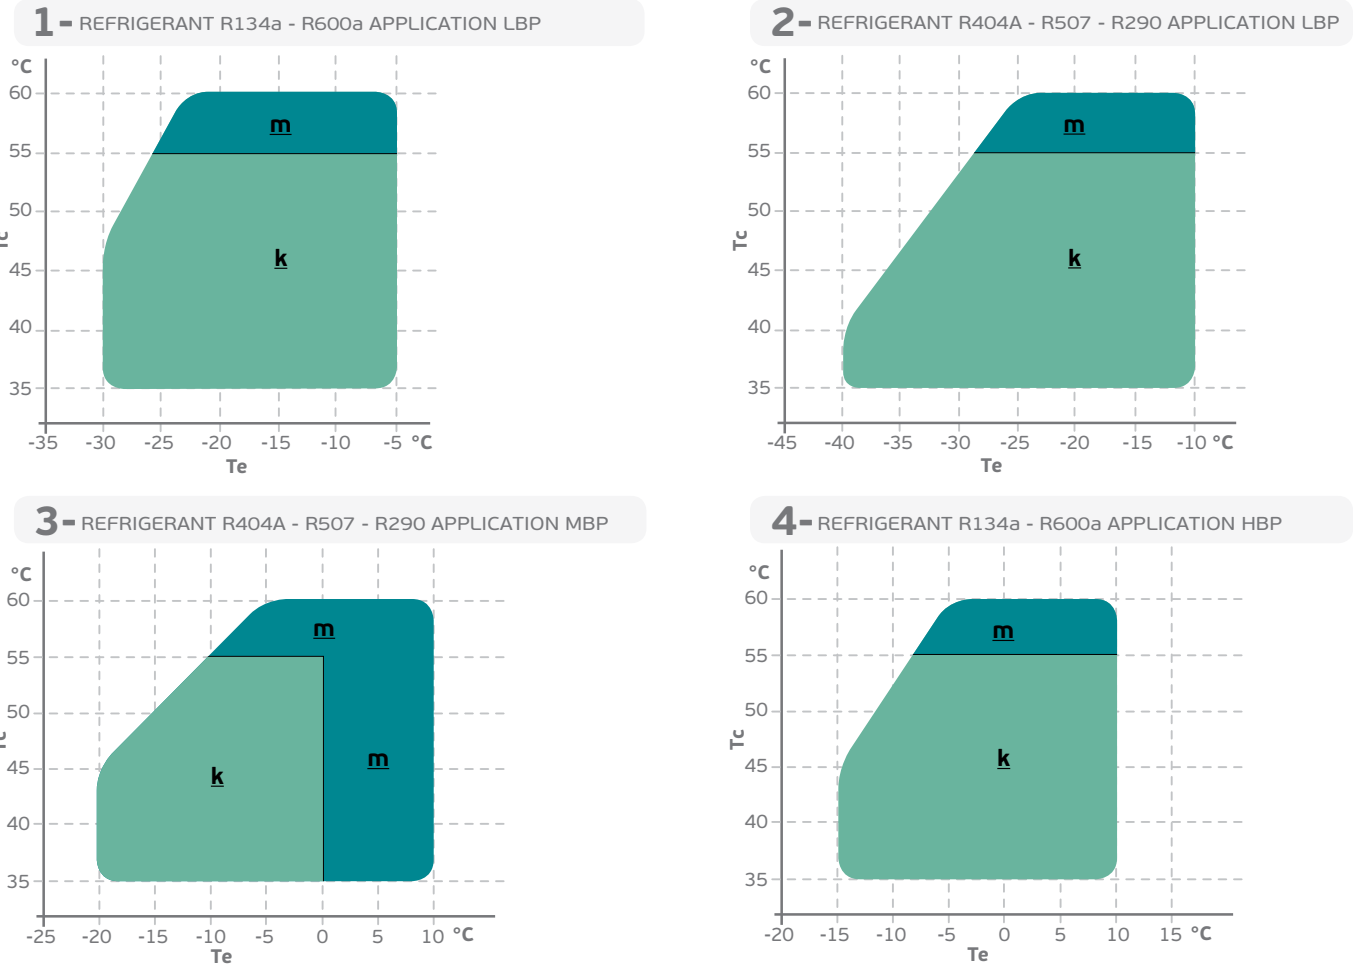 1- REFRIGERANT R134a - R600a APPLICATION LBP
°C
60
55
50
45
40
35
Tc
m
k
-35 -30 -25 -20 -15 -10 -5 °C
Te
2- REFRIGERANT R404A - R507 - R290 APPLICATION LBP
°C
60
55
50
45
40
35
Tc
m
k
-45 -40 -35 -30 -25 -20 -15 -10 °C
Te
3- REFRIGERANT R404A - R507 - R290 APPLICATION MBP
°C
60
55
50
45
40
35
Tc
m
m
k
-25 -20 -15 -10 -5 0 5 10 °C
Te
4- REFRIGERANT R134a - R600a APPLICATION HBP
°C
60
55
50
45
40
35
Tc
m
k
-20 -15 -10 -5 0 5 10 15 °C
Te